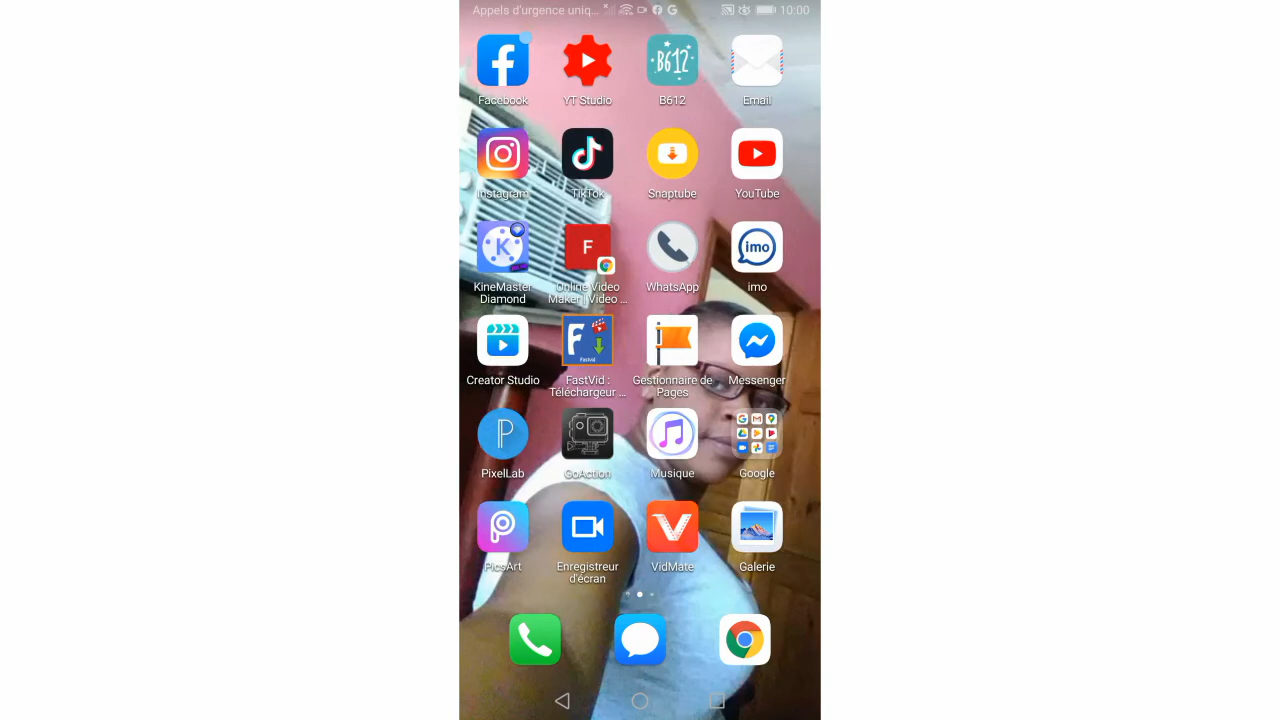 Appels d'urgence uniq... 10:00
Facebook YT Studio B612 Email
Instagram TikTok Snaptube YouTube
KineMaster Diamond Online Video Maker | Video ... WhatsApp imo
Creator Studio FastVid : Téléchargeur ... Gestionnaire de Pages Messenger
PixelLab GoAction Musique Google
PicsArt Enregistreur d'écran VidMate Galerie